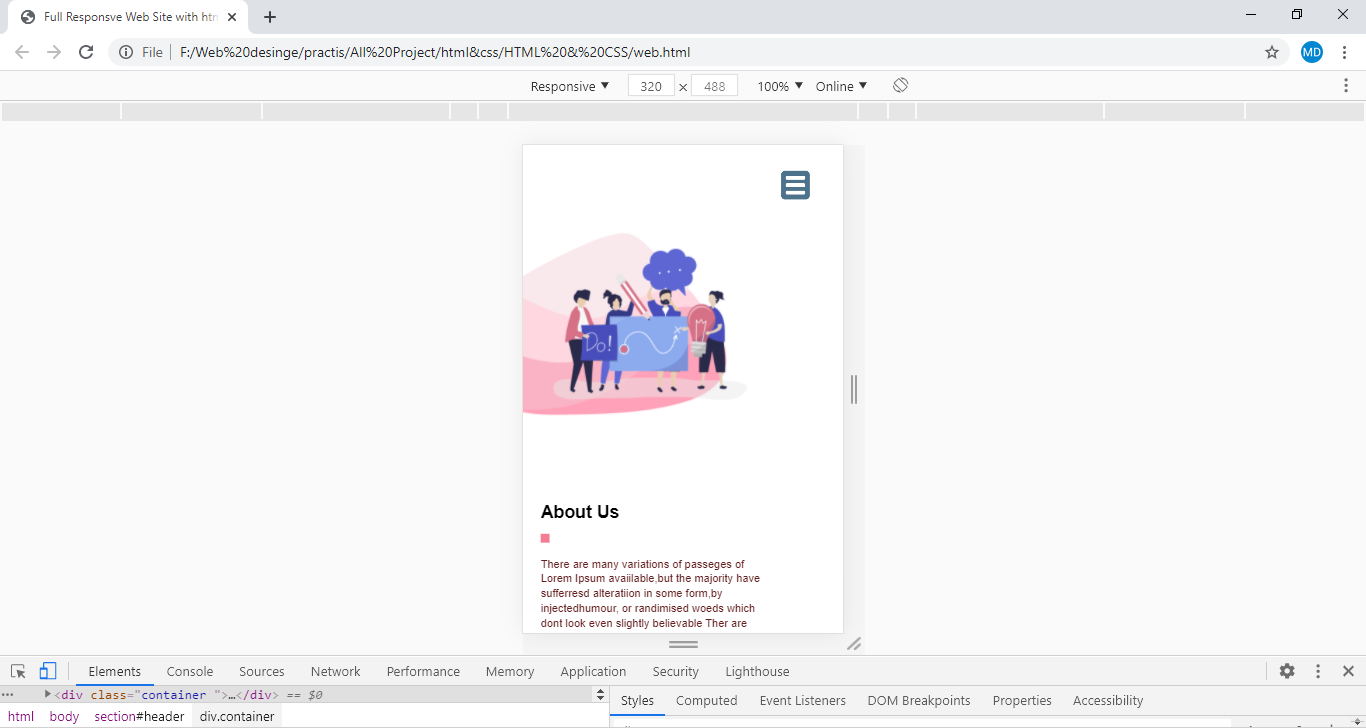 Full Responsve Web Site with htm
MD
File
F:/Web%20desinge/practis/All%20Project/html&css/HTML%20&%20CSS/web.html
Responsive ▼ 320 × 488 100% ▼ Online ▼
Do!
About Us
There are many variations of passeges of
Lorem Ipsum avaiilable,but the majority have
sufferresd alteratiion in some form,by
injectedhumour, or randimised woeds which
dont look even slightly believable Ther are
Elements Console Sources Network Performance Memory Application Security Lighthouse
<div class="container ">…</div> == $0
Styles Computed Event Listeners DOM Breakpoints Properties Accessibility
html body section#header div.container